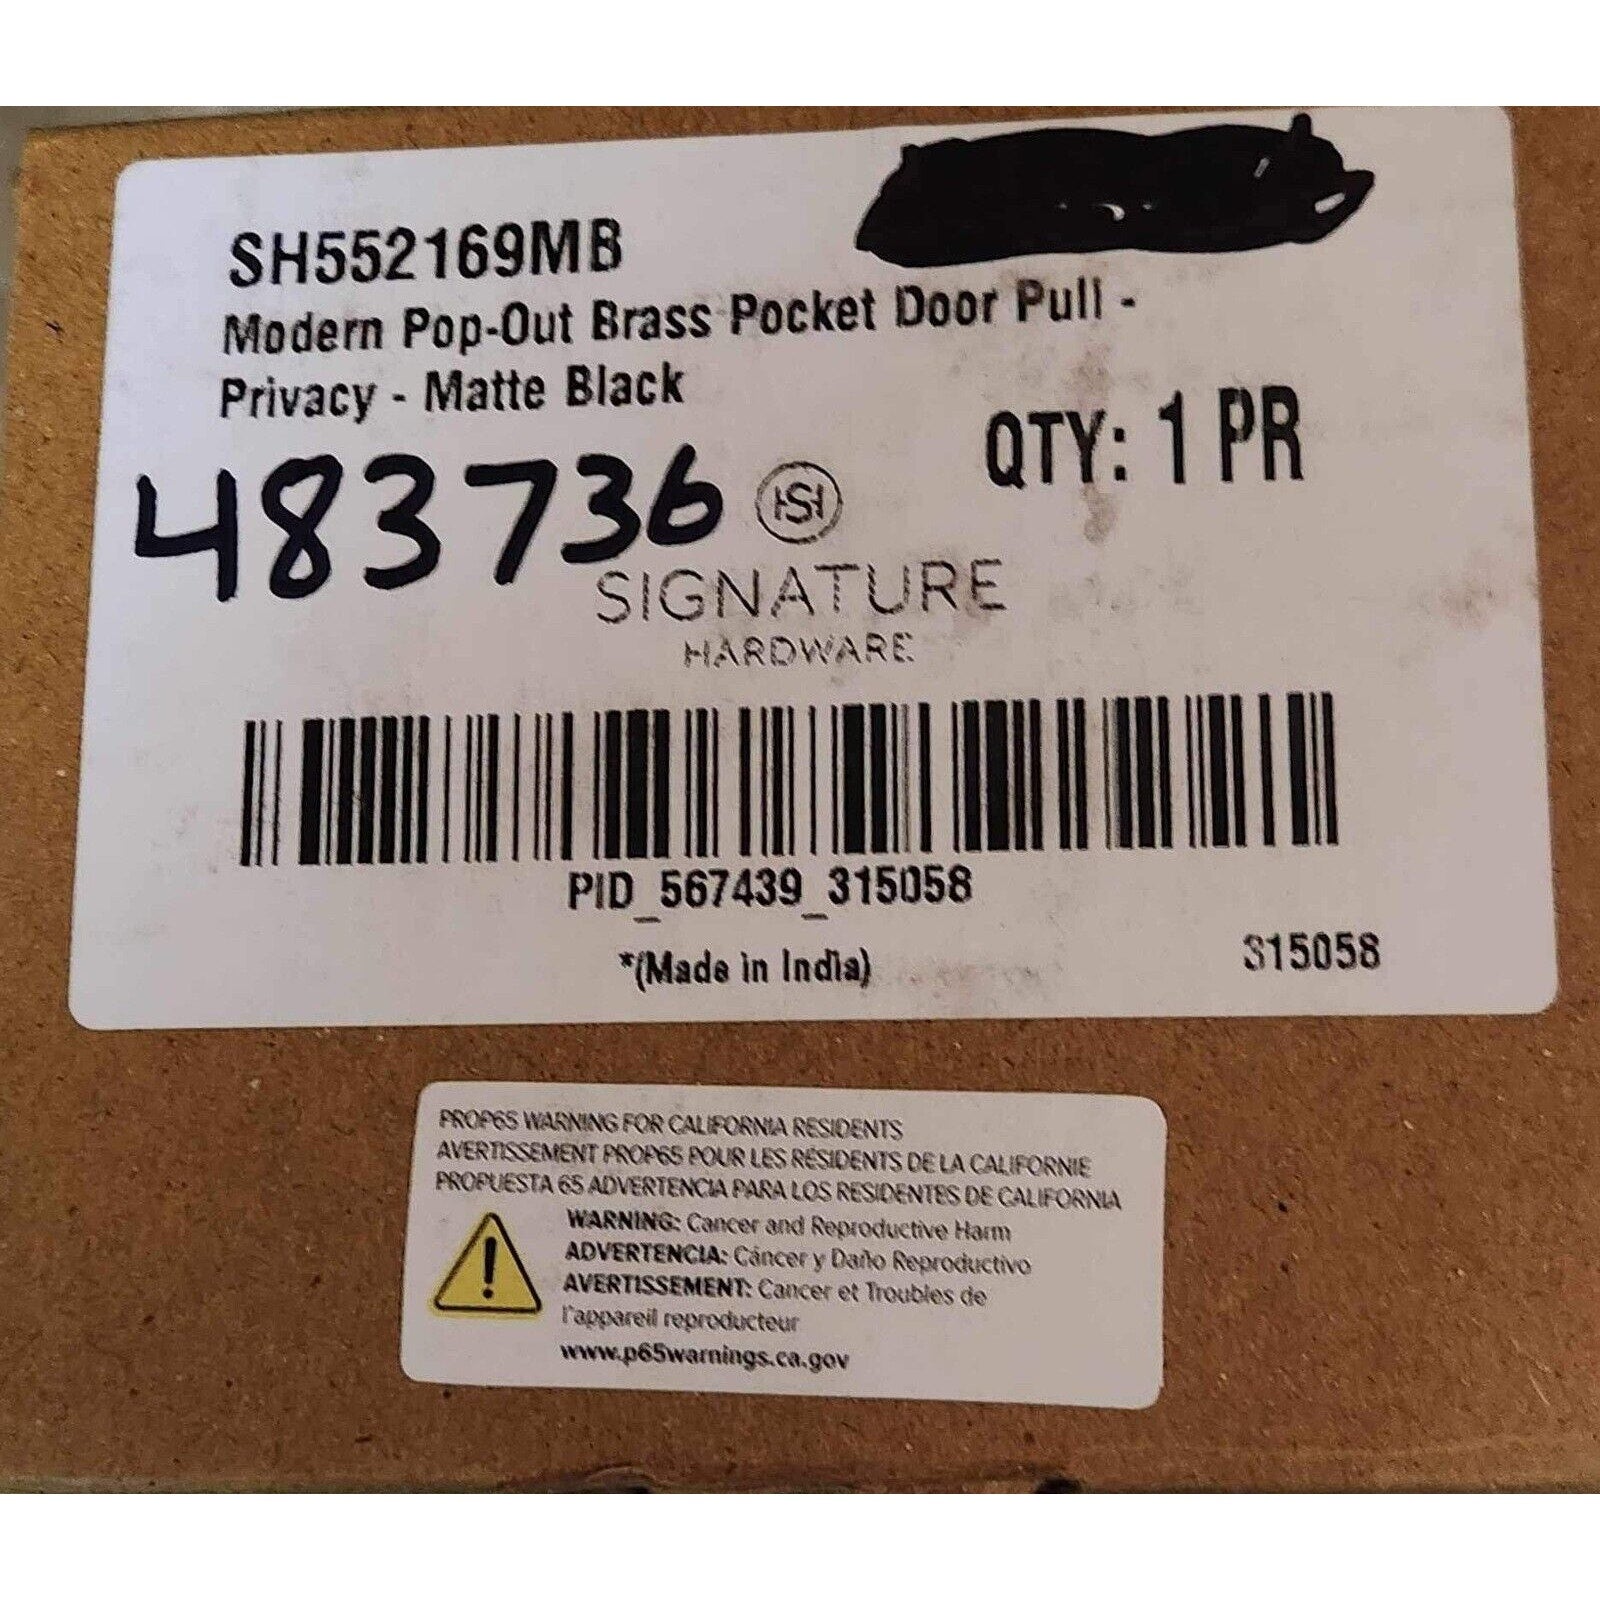 SH552169MB
Modern Pop-Out Brass Pocket Door Pull -
Privacy - Matte Black
QTY: 1 PR
483736
SH
SIGNATURE
HARDWARE
PID_567439_315058
*(Made in India)
315058
PROP65 WARNING FOR CALIFORNIA RESIDENTS
AVERTISSEMENT PROP65 POUR LES RÉSIDENTS DE LA CALIFORNIE
PROPUESTA 65 ADVERTENCIA PARA LOS RESIDENTES DE CALIFORNIA
WARNING: Cancer and Reproductive Harm
ADVERTENCIA: Cáncer y Daño Reproductivo
AVERTISSEMENT: Cancer et Troubles de
l'appareil reproducteur
www.p65warnings.ca.gov